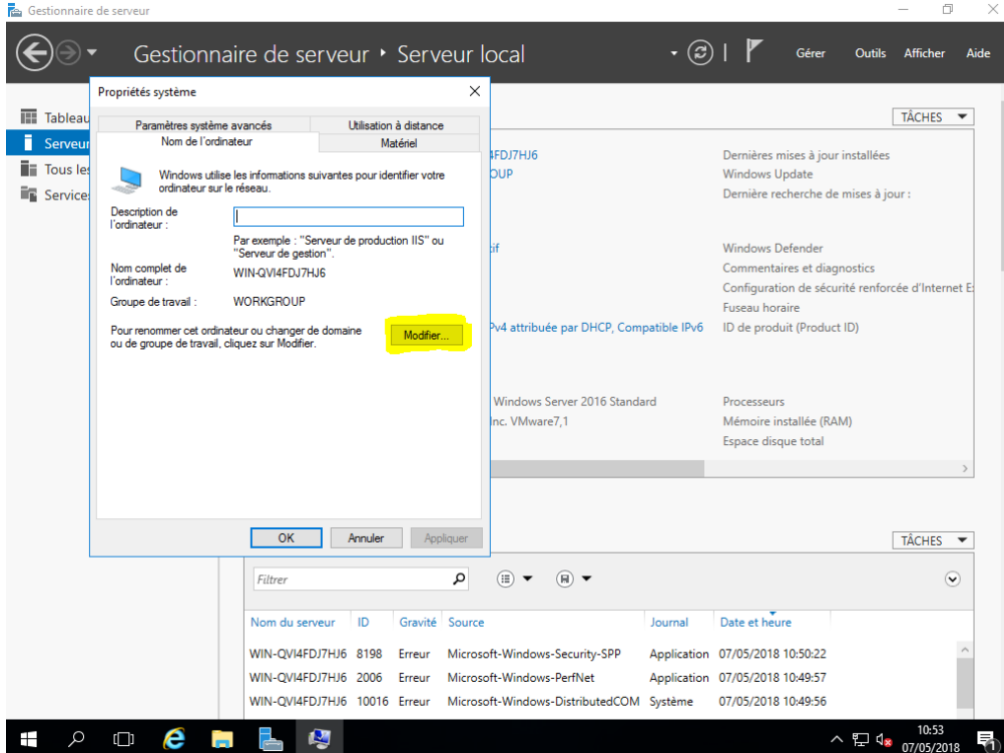 Gestionnaire de serveur
Gestionnaire de serveur • Serveur local
Gérer Outils Afficher Aide
Propriétés système
Paramètres système avancés Utilisation à distance
Nom de l'ordinateur Matériel
Windows utilise les informations suivantes pour identifier votre
ordinateur sur le réseau.
Description de
l'ordinateur :
Par exemple : "Serveur de production IIS" ou
"Serveur de gestion".
Nom complet de
l'ordinateur :
WIN-QVI4FDJ7HJ6
Groupe de travail : WORKGROUP
Pour renommer cet ordinateur ou changer de domaine
ou de groupe de travail, cliquez sur Modifier.
Modifier...
OK Annuler Appliquer
Tableau
Serveur
Tous les
Services
TÂCHES
4FDJ7HJ6
OUP
Dernières mises à jour installées
Windows Update
Dernière recherche de mises à jour :
tif
Windows Defender
Commentaires et diagnostics
Configuration de sécurité renforcée d'Internet E
Fuseau horaire
Pv4 attribuée par DHCP, Compatible IPv6 ID de produit (Product ID)
Windows Server 2016 Standard Processeurs
Inc. VMware7,1 Mémoire installée (RAM)
Espace disque total
TÂCHES
Filtrer
Nom du serveur ID Gravité Source Journal Date et heure
WIN-QVI4FDJ7HJ6 8198 Erreur Microsoft-Windows-Security-SPP Application 07/05/2018 10:50:22
WIN-QVI4FDJ7HJ6 2006 Erreur Microsoft-Windows-PerfNet Application 07/05/2018 10:49:57
WIN-QVI4FDJ7HJ6 10016 Erreur Microsoft-Windows-DistributedCOM Système 07/05/2018 10:49:56
10:53
07/05/2018